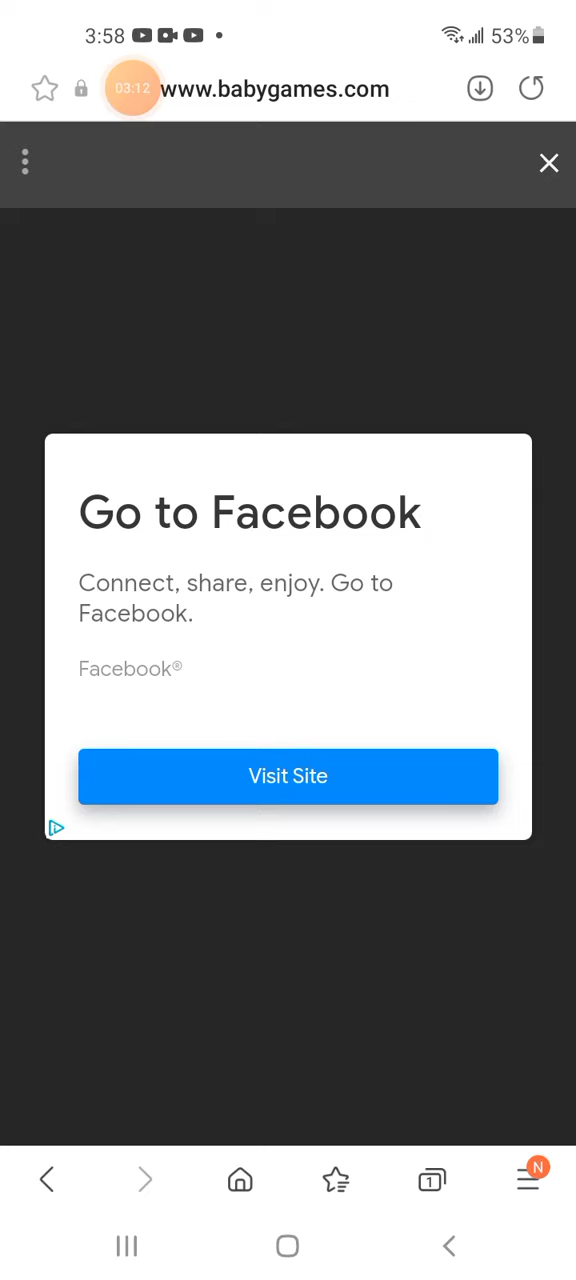 3:58
53%
03:12
www.babygames.com
Go to Facebook
Connect, share, enjoy. Go to
Facebook.
Facebook®
Visit Site
1
N